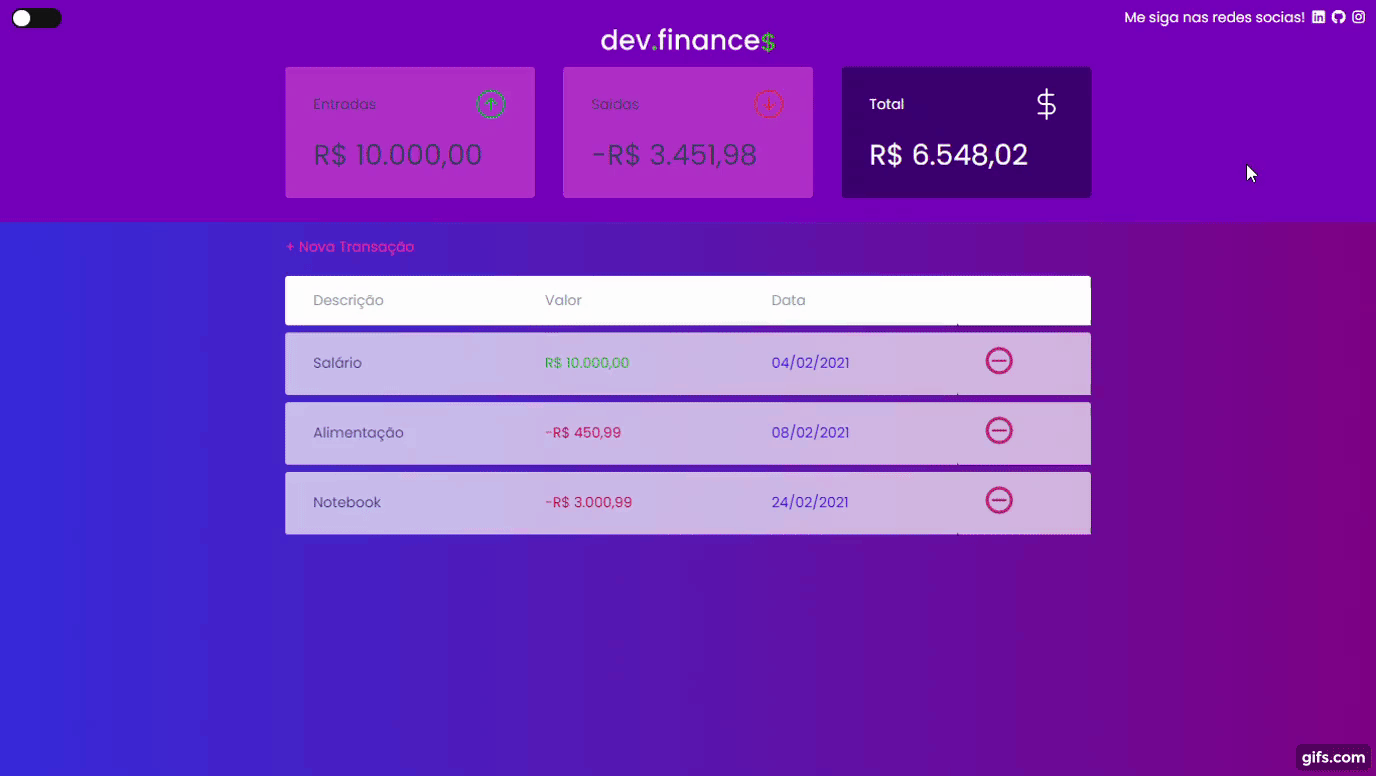 Me siga nas redes socias!
dev.finance$
Entradas
R$ 10.000,00
Saídas
-R$ 3.451,98
Total
$
R$ 6.548,02
+ Nova Transação
Descrição Valor Data
Salário R$ 10.000,00 04/02/2021
Alimentação -R$ 450,99 08/02/2021
Notebook -R$ 3.000,99 24/02/2021
gifs.com